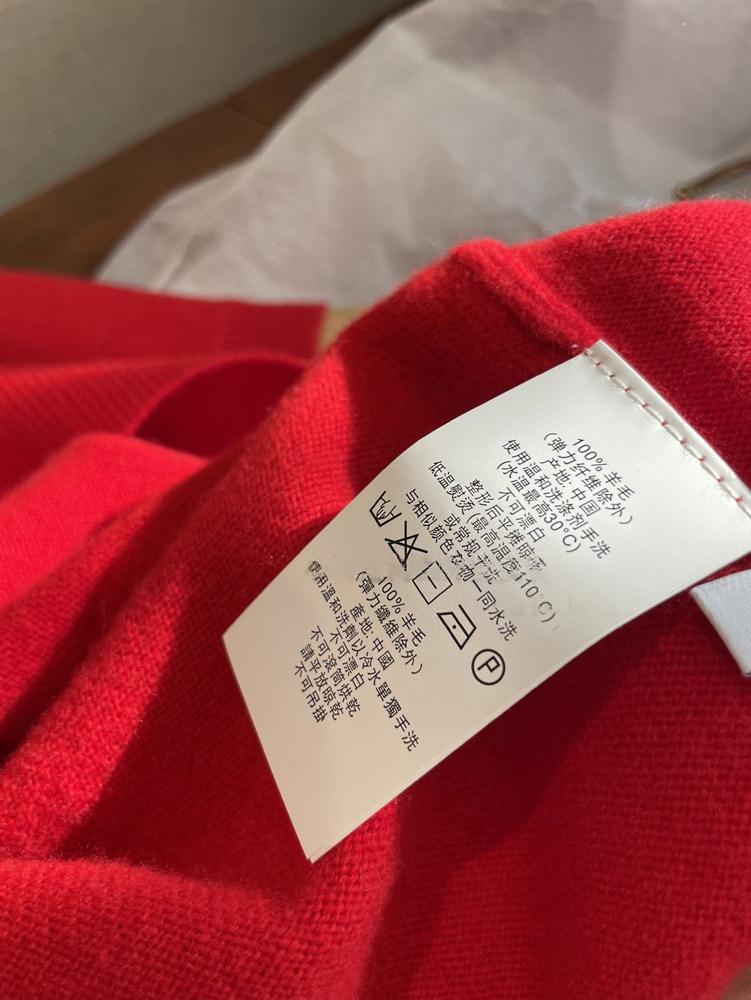 100% 羊毛
(弹力纤维除外)
产地: 中国
使用温和洗涤剂手洗
(水温最高30°C)
不可漂白
整形后平摊晾
低温熨烫(最高温度110°C)
或常规干洗
与相似颜色衣物一同水洗
P
100% 羊毛
(彈力纖維除外)
產地: 中國
使用溫和洗劑以冷水單獨手洗
不可漂白
不可滾筒烘乾
請平放晾乾
不可吊掛